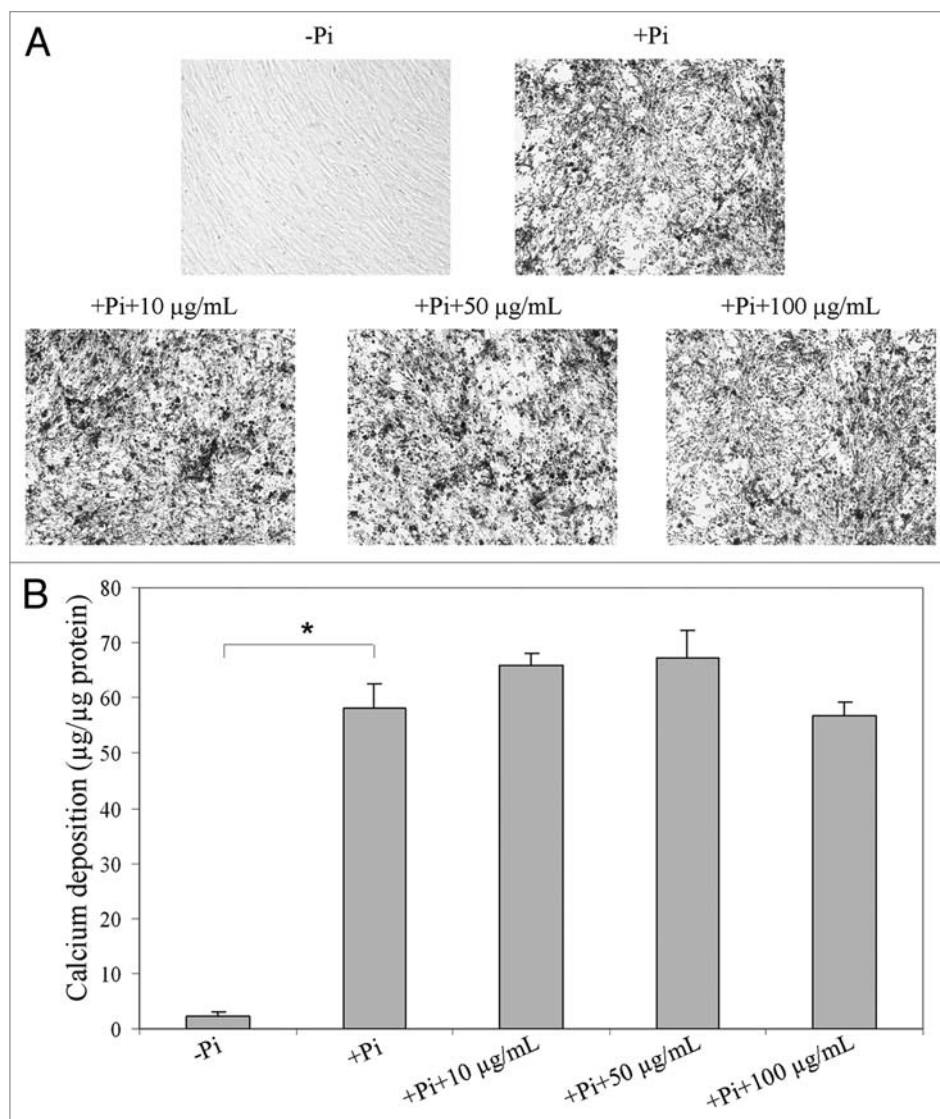 A
-Pi
+Pi
+Pi+10 µg/mL
+Pi+50 µg/mL
+Pi+100 µg/mL
B
Calcium deposition (µg/µg protein)
80
70
60
50
40
30
20
10
0
*
-Pi
+Pi
+Pi+10 µg/mL
+Pi+50 µg/mL
+Pi+100 µg/mL